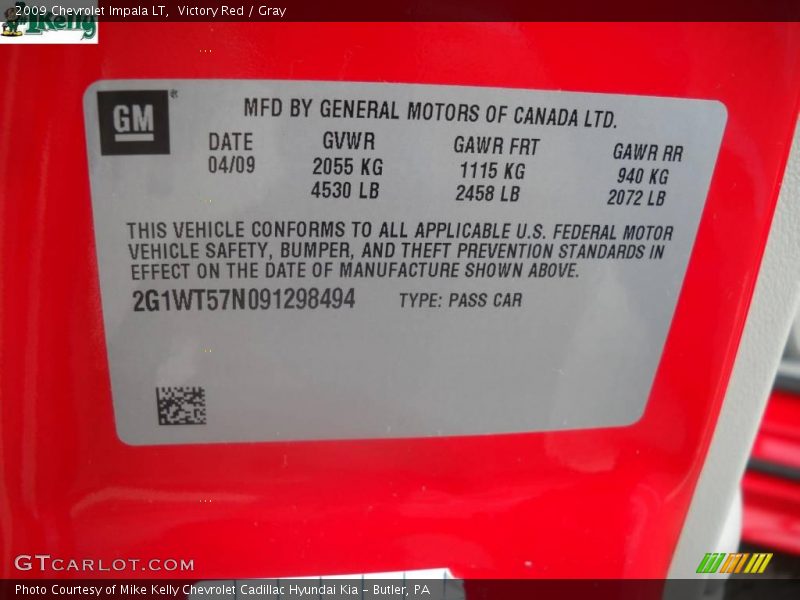 2009 Chevrolet Impala LT,  Victory Red / Gray
Kelly
GM®
MFD BY GENERAL MOTORS OF CANADA LTD.
DATE GVWR GAWR FRT GAWR RR
04/09 2055 KG 1115 KG 940 KG
4530 LB 2458 LB 2072 LB
THIS VEHICLE CONFORMS TO ALL APPLICABLE U.S. FEDERAL MOTOR
VEHICLE SAFETY, BUMPER, AND THEFT PREVENTION STANDARDS IN
EFFECT ON THE DATE OF MANUFACTURE SHOWN ABOVE.
2G1WT57N091298494 TYPE: PASS CAR
GTCARLOT.COM
Photo Courtesy of Mike Kelly Chevrolet Cadillac Hyundai Kia - Butler, PA